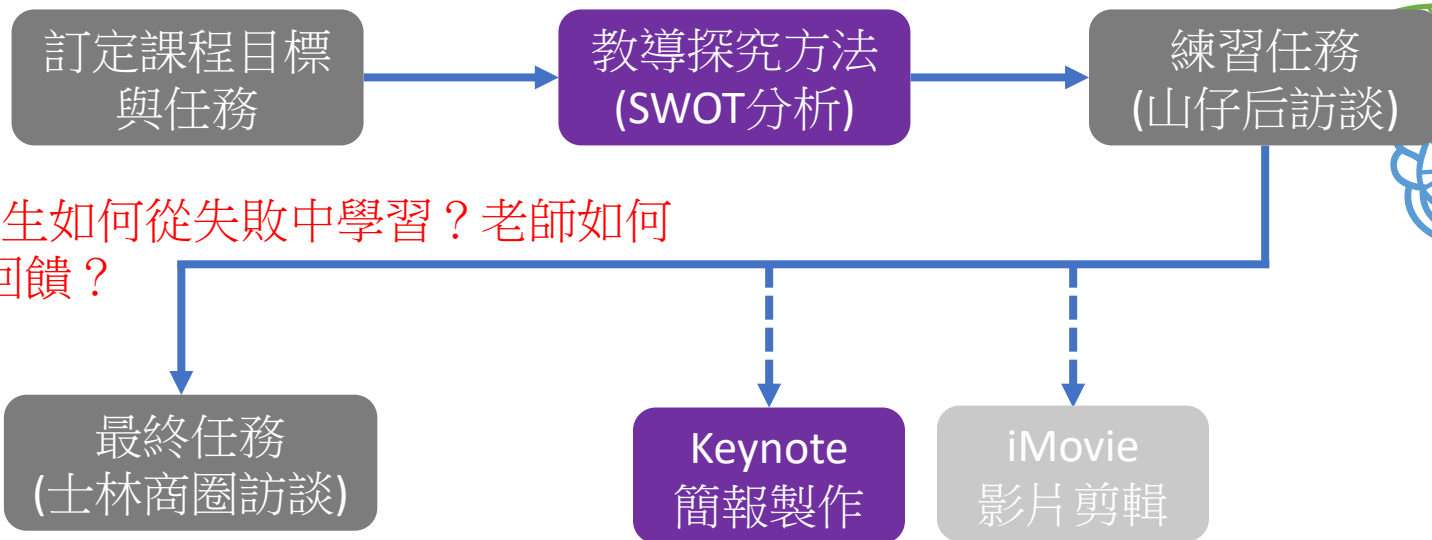 訂定課程目標
與任務
教導探究方法
(SWOT分析)
練習任務
(山仔后訪談)
生如何從失敗中學習？老師如何
回饋？
最終任務
(士林商圈訪談)
Keynote
簡報製作
iMovie
影片剪輯